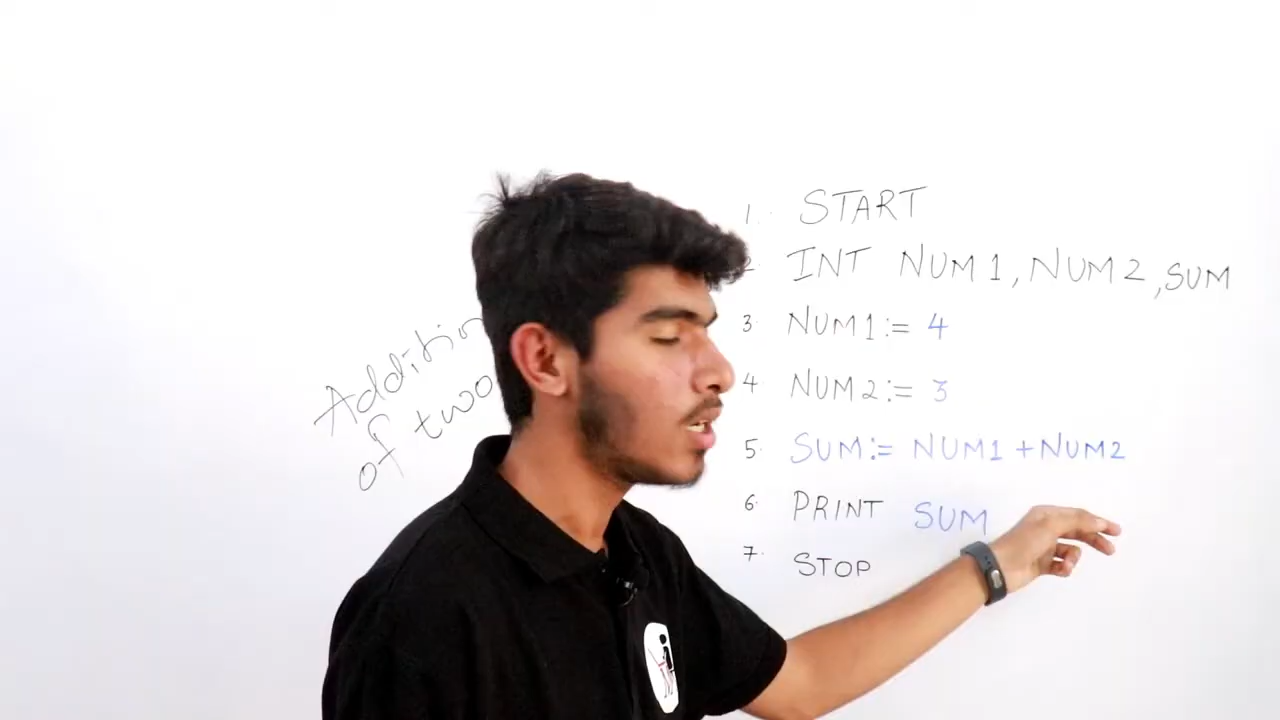 Addition
of two
1. START
2 INT NUM1, NUM2, SUM
3. NUM1:= 4
4 NUM2:= 3
5. SUM:= NUM1 + NUM2
6. PRINT SUM
7. STOP